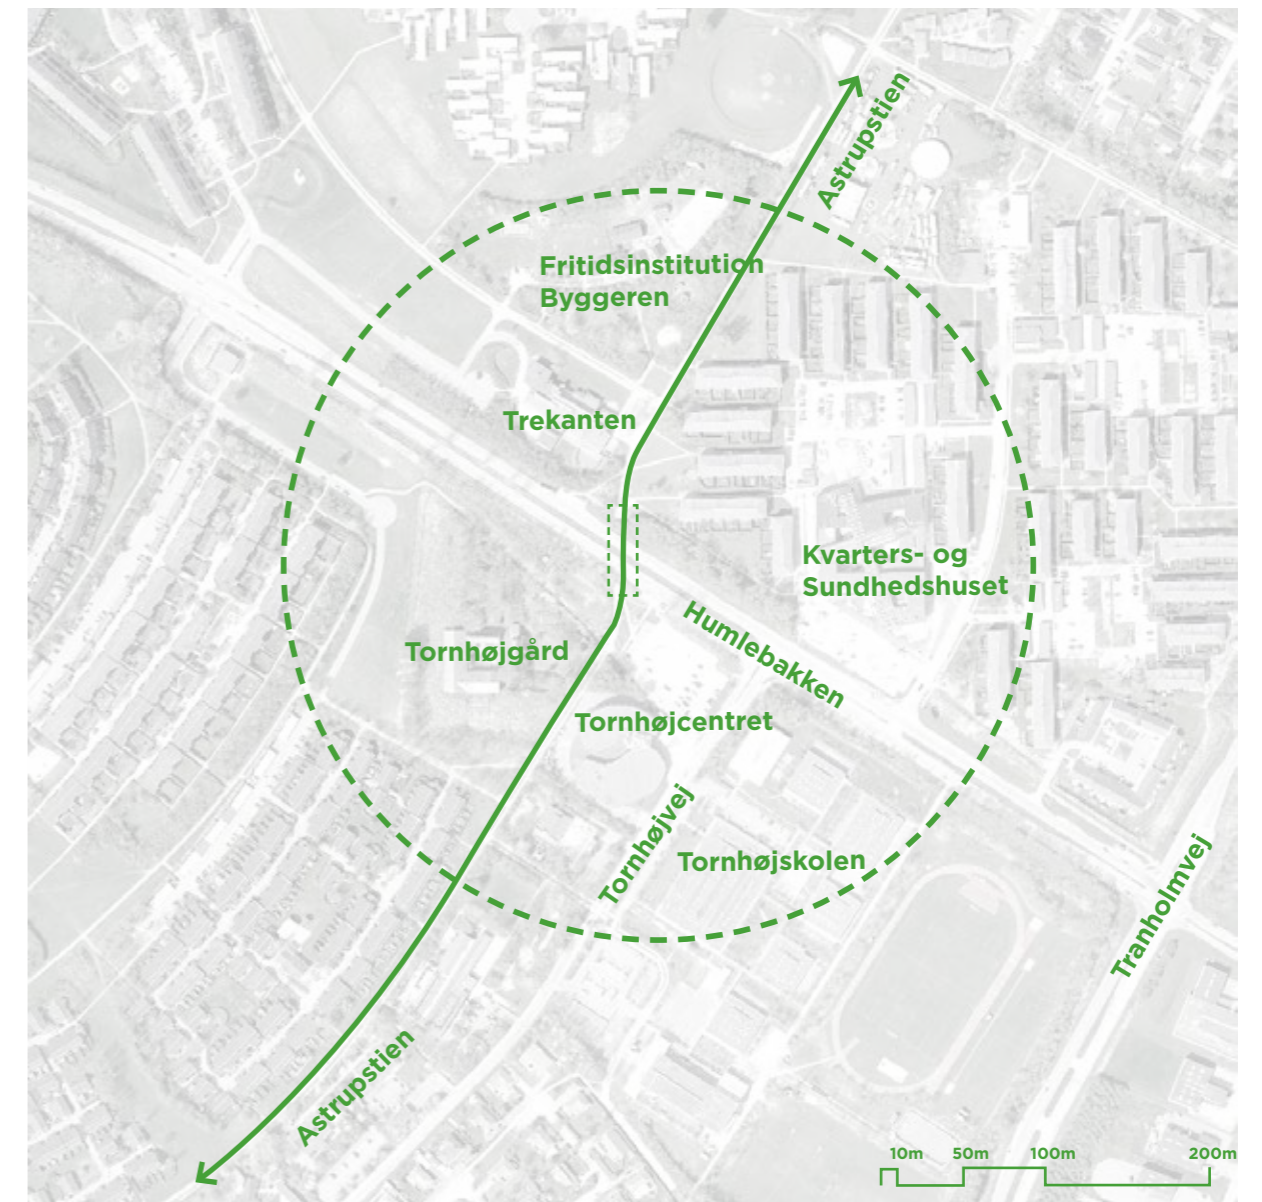 Astrupstien
Fritidsinstitution
Byggeren
Trekanten
Kvarters- og
Sundhedshuset
Humlebakken
Tornhøjgård
Tornhøjcentret
Tornhøjvej
Tornhøjskolen
Tranholmvej
Astrupstien
10m 50m 100m 200m